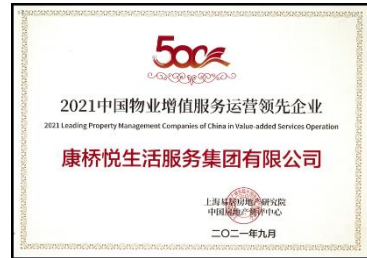 500
2021中国物业增值服务运营领先企业
2021 Leading Property Management Companies of China in Value-added Services Operation
康桥悦生活服务集团有限公司
上海易居房地产研究院
中国房地产测评中心
二〇二一年九月